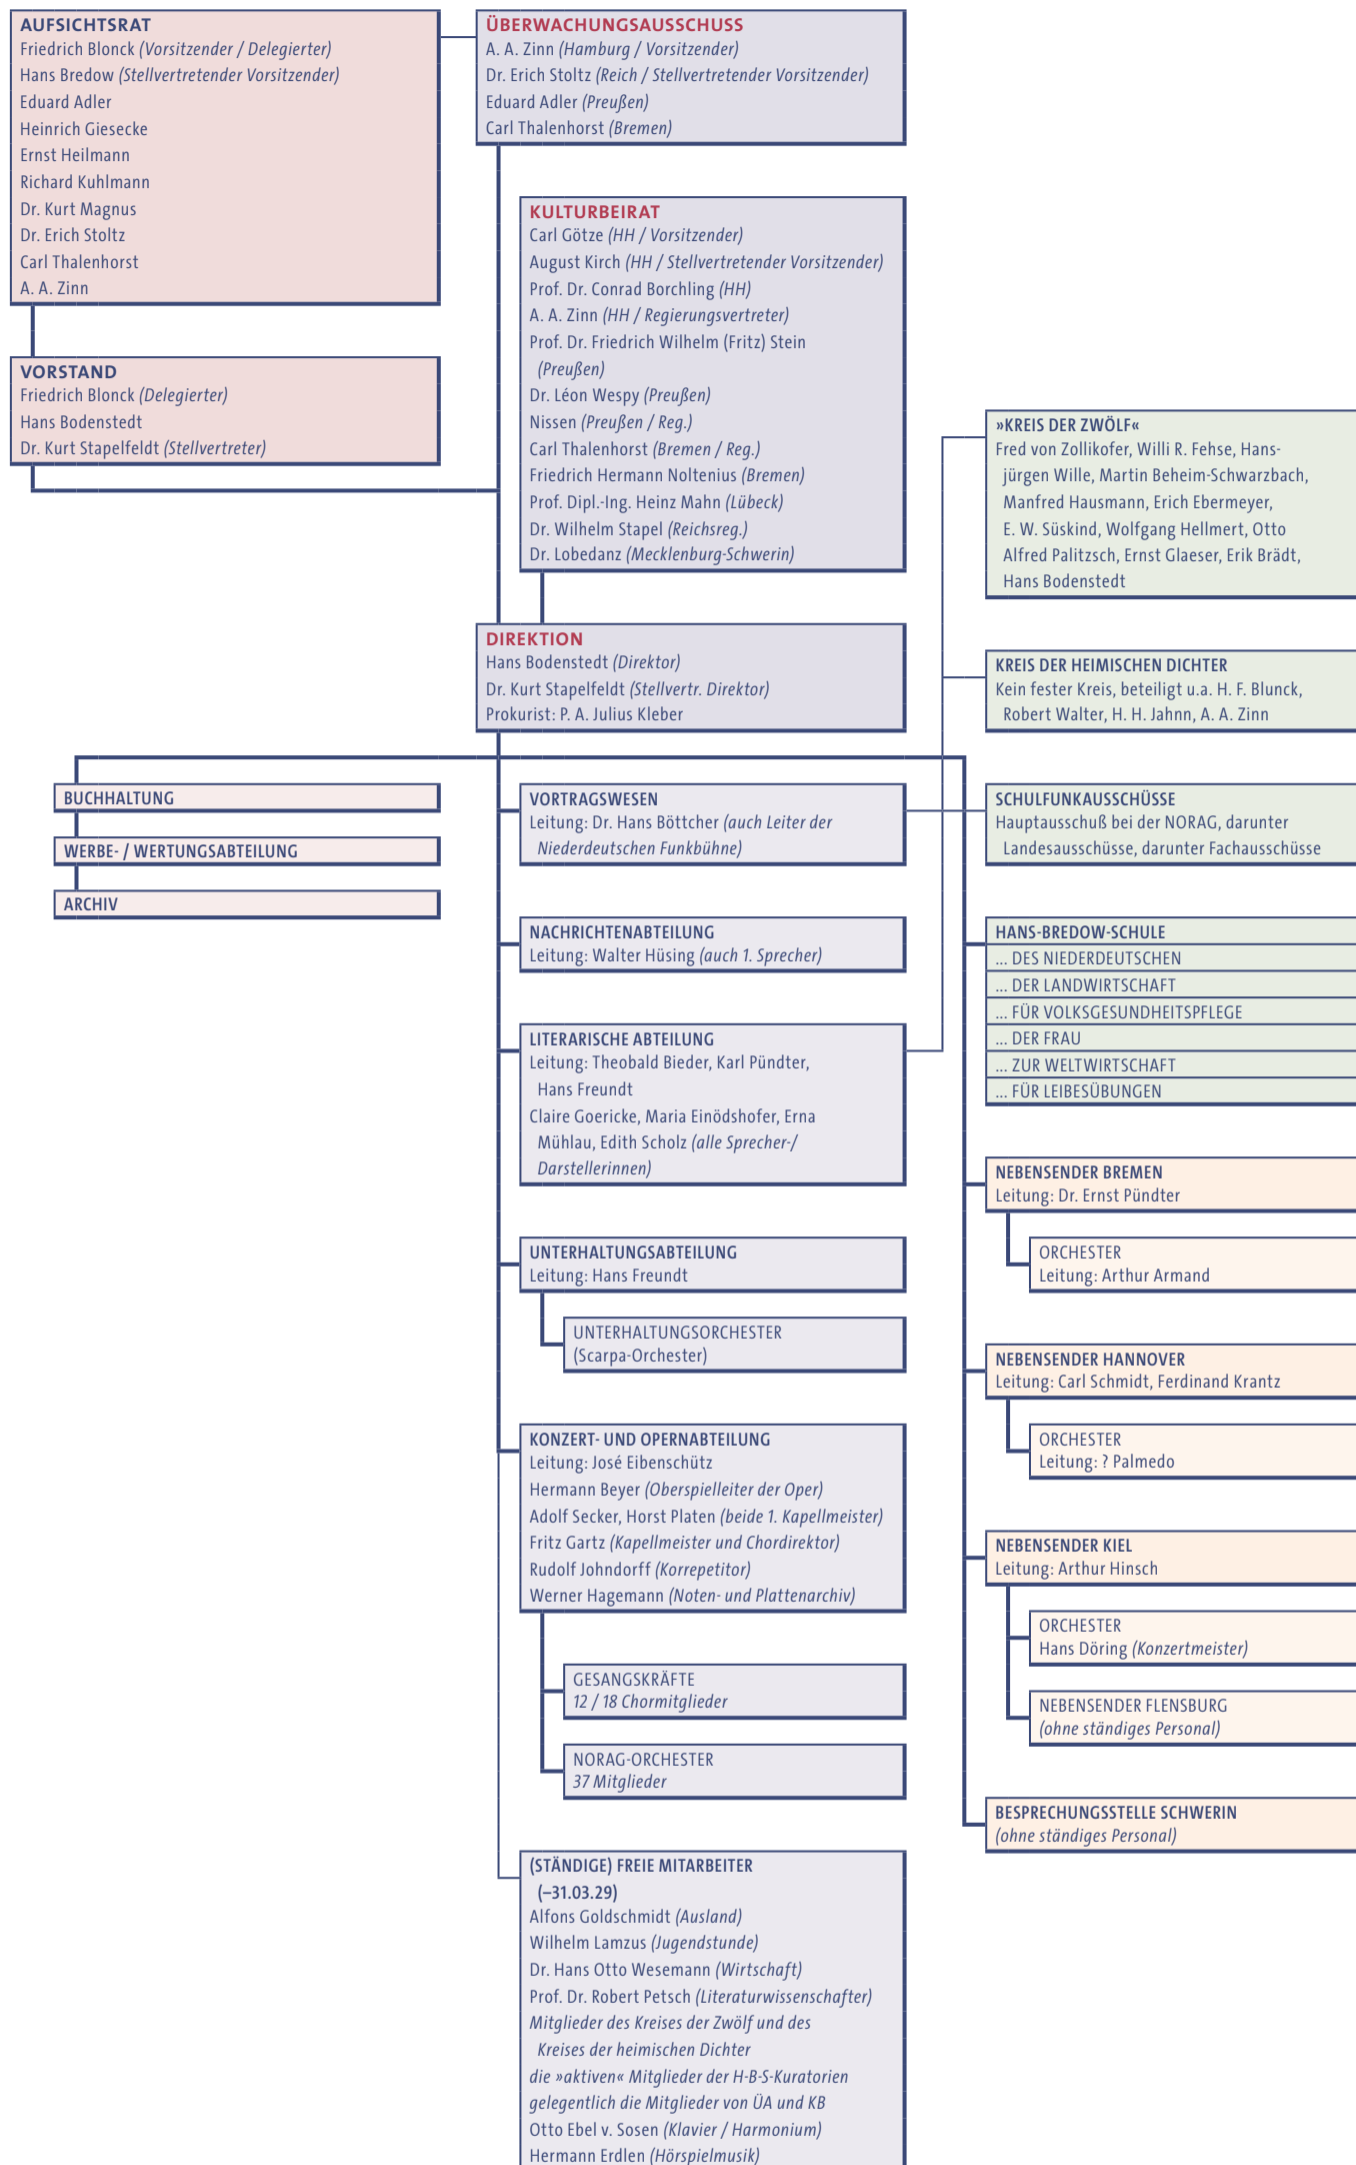 AUFSICHTSRAT
Friedrich Blonck (Vorsitzender / Delegierter)
Hans Bredow (Stellvertretender Vorsitzender)
Eduard Adler
Heinrich Giesecke
Ernst Heilmann
Richard Kuhlmann
Dr. Kurt Magnus
Dr. Erich Stoltz
Carl Thalenhorst
A. A. Zinn
ÜBERWACHUNGSAUSSCHUSS
A. A. Zinn (Hamburg / Vorsitzender)
Dr. Erich Stoltz (Reich / Stellvertretender Vorsitzender)
Eduard Adler (Preußen)
Carl Thalenhorst (Bremen)
VORSTAND
Friedrich Blonck (Delegierter)
Hans Bodenstedt
Dr. Kurt Stapelfeldt (Stellvertreter)
KULTURBEIRAT
Carl Götze (HH / Vorsitzender)
August Kirch (HH / Stellvertretender Vorsitzender)
Prof. Dr. Conrad Borchling (HH)
A. A. Zinn (HH / Regierungsvertreter)
Prof. Dr. Friedrich Wilhelm (Fritz) Stein
(Preußen)
Dr. Léon Wespy (Preußen)
Nissen (Preußen / Reg.)
Carl Thalenhorst (Bremen / Reg.)
Friedrich Hermann Noltenius (Bremen)
Prof. Dipl.-Ing. Heinz Mahn (Lübeck)
Dr. Wilhelm Stapel (Reichsreg.)
Dr. Lobedanz (Mecklenburg-Schwerin)
DIREKTION
Hans Bodenstedt (Direktor)
Dr. Kurt Stapelfeldt (Stellvertr. Direktor)
Prokurist: P. A. Julius Kleber
BUCHHALTUNG
WERBE- / WERTUNGSABTEILUNG
ARCHIV
VORTRAGSWESEN
Leitung: Dr. Hans Böttcher (auch Leiter der
Niederdeutschen Funkbühne)
NACHRICHTENABTEILUNG
Leitung: Walter Hüsing (auch 1. Sprecher)
LITERARISCHE ABTEILUNG
Leitung: Theobald Bieder, Karl Pündter,
Hans Freundt
Claire Goericke, Maria Einödshofer, Erna
Mühlau, Edith Scholz (alle Sprecher-/
Darstellerinnen)
UNTERHALTUNGSABTEILUNG
Leitung: Hans Freundt
UNTERHALTUNGSORCHESTER
(Scarpa-Orchester)
KONZERT- UND OPERNABTEILUNG
Leitung: José Eibenschütz
Hermann Beyer (Oberspielleiter der Oper)
Adolf Secker, Horst Platen (beide 1. Kapellmeister)
Fritz Gartz (Kapellmeister und Chordirektor)
Rudolf Johndorff (Korrepetitor)
Werner Hagemann (Noten- und Plattenarchiv)
GESANGSKRÄFTE
12 / 18 Chormitglieder
NORAG-ORCHESTER
37 Mitglieder
(STÄNDIGE) FREIE MITARBEITER
(–31.03.29)
Alfons Goldschmidt (Ausland)
Wilhelm Lamzus (Jugendstunde)
Dr. Hans Otto Wesemann (Wirtschaft)
Prof. Dr. Robert Petsch (Literaturwissenschafter)
Mitglieder des Kreises der Zwölf und des
Kreises der heimischen Dichter
die »aktiven« Mitglieder der H-B-S-Kuratorien
gelegentlich die Mitglieder von ÜA und KB
Otto Ebel v. Sosen (Klavier / Harmonium)
Hermann Erdlen (Hörspielmusik)
»KREIS DER ZWÖLF«
Fred von Zollikofer, Willi R. Fehse, Hans-
jürgen Wille, Martin Beheim-Schwarzbach,
Manfred Hausmann, Erich Ebermeyer,
E. W. Süskind, Wolfgang Hellmert, Otto
Alfred Palitzsch, Ernst Glaeser, Erik Brädt,
Hans Bodenstedt
KREIS DER HEIMISCHEN DICHTER
Kein fester Kreis, beteiligt u.a. H. F. Blunck,
Robert Walter, H. H. Jahnn, A. A. Zinn
SCHULFUNKAUSSCHÜSSE
Hauptausschuß bei der NORAG, darunter
Landesausschüsse, darunter Fachausschüsse
HANS-BREDOW-SCHULE
... DES NIEDERDEUTSCHEN
... DER LANDWIRTSCHAFT
... FÜR VOLKSGESUNDHEITSPFLEGE
... DER FRAU
... ZUR WELTWIRTSCHAFT
... FÜR LEIBESÜBUNGEN
NEBENSENDER BREMEN
Leitung: Dr. Ernst Pündter
ORCHESTER
Leitung: Arthur Armand
NEBENSENDER HANNOVER
Leitung: Carl Schmidt, Ferdinand Krantz
ORCHESTER
Leitung: ? Palmedo
NEBENSENDER KIEL
Leitung: Arthur Hinsch
ORCHESTER
Hans Döring (Konzertmeister)
NEBENSENDER FLENSBURG
(ohne ständiges Personal)
BESPRECHUNGSSTELLE SCHWERIN
(ohne ständiges Personal)